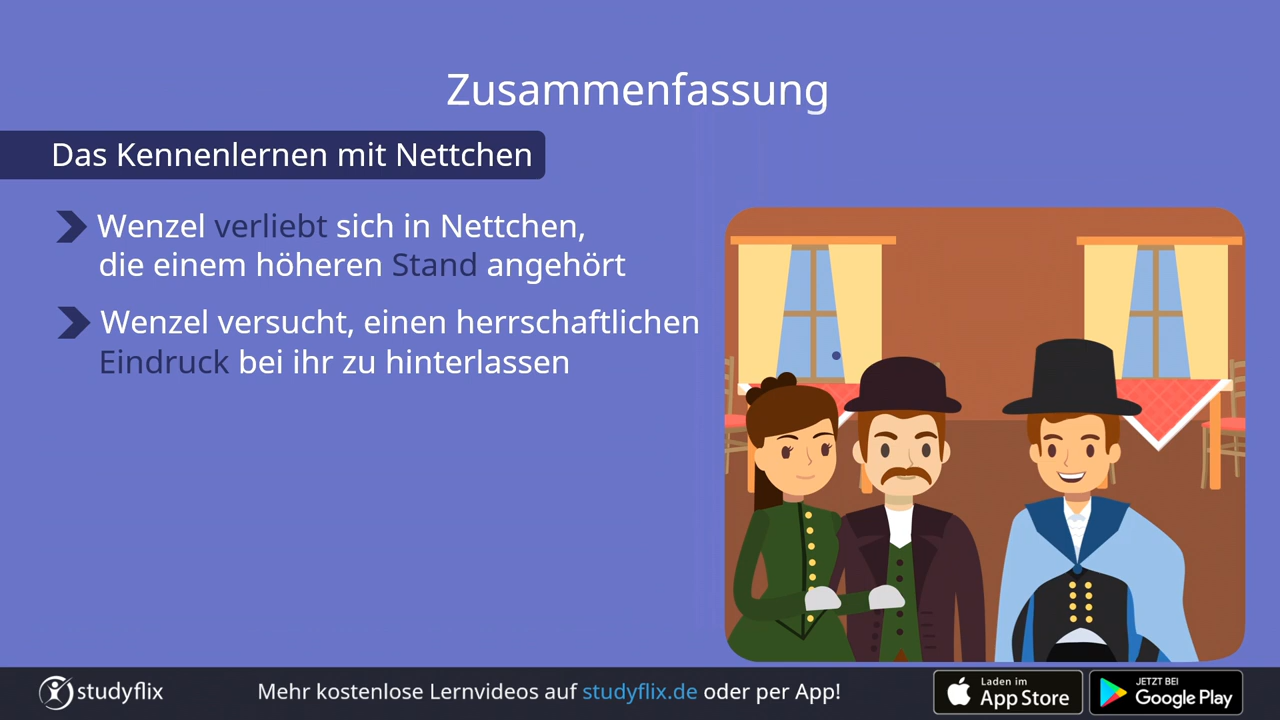 Zusammenfassung
Das Kennenlernen mit Nettchen
Wenzel verliebt sich in Nettchen,
die einem höheren Stand angehört
Wenzel versucht, einen herrschaftlichen
Eindruck bei ihr zu hinterlassen
studyflix
Mehr kostenlose Lernvideos auf studyflix.de oder per App!
Laden im
App Store
JETZT BEI
Google Play